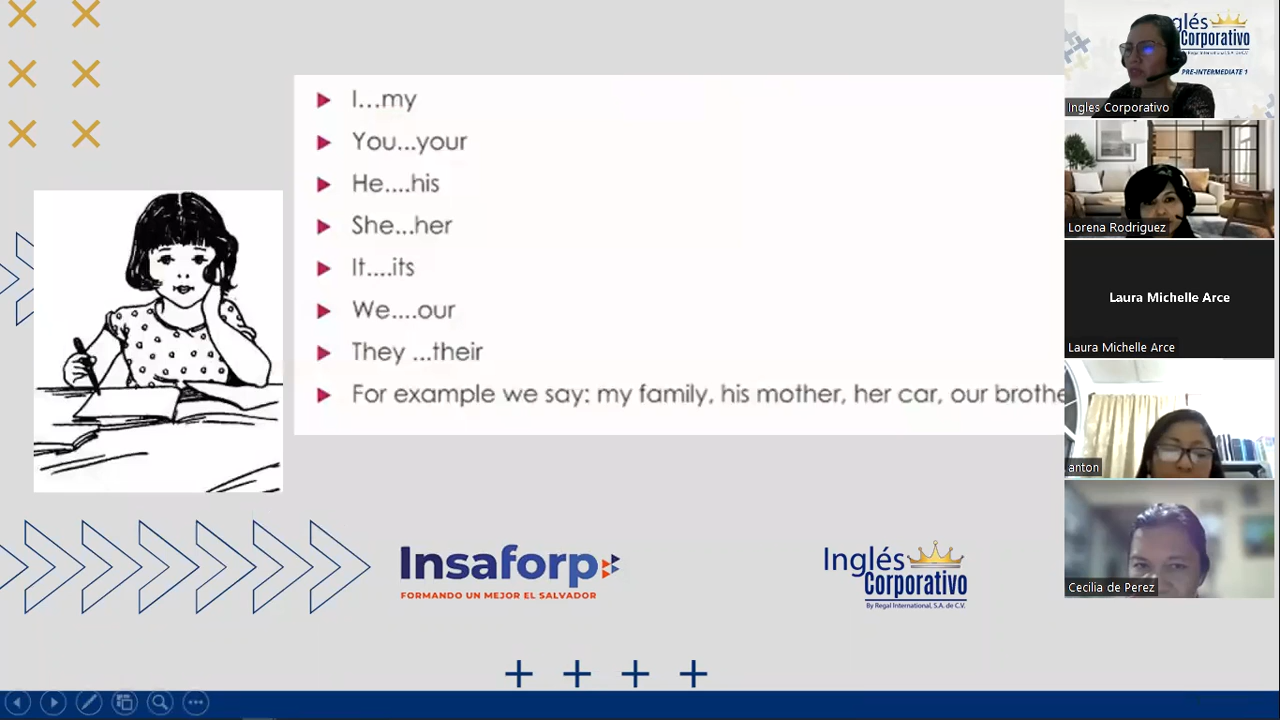 I...my
You...your
He....his
She...her
It....its
We....our
They ...their
For example we say: my family, his mother, her car, our
Insaforp
FORMANDO UN MEJOR EL SALVADOR
Inglés
Corporativo
By Regal International, S.A. de C.V.
glés
Corporativo
PRE-INTERMEDIATE 1
Ingles Corporativo
Lorena Rodriguez
Laura Michelle Arce
Laura Michelle Arce
anton
Cecilia de Perez